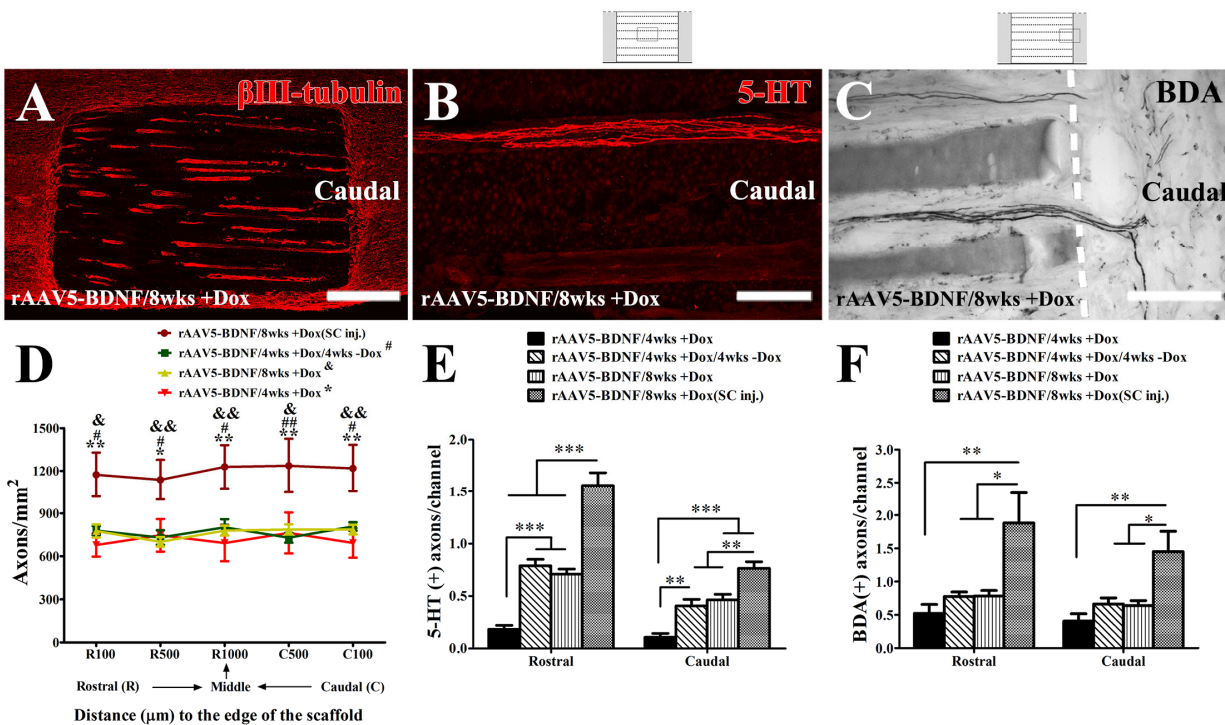 A
βIII-tubulin
Caudal
rAAV5-BDNF/8wks +Dox
B
5-HT
Caudal
rAAV5-BDNF/8wks +Dox
C
BDA
Caudal
rAAV5-BDNF/8wks +Dox
D
rAAV5-BDNF/8wks +Dox(SC inj.)
rAAV5-BDNF/4wks +Dox/4wks -Dox #
rAAV5-BDNF/8wks +Dox &
rAAV5-BDNF/4wks +Dox *
Axons/mm²
1500
1200
900
600
300
0
& && && & &&
# # # ## #
** * ** ** **
R100 R500 R1000 C500 C100
Rostral (R) Middle Caudal (C)
Distance (μm) to the edge of the scaffold
E
rAAV5-BDNF/4wks +Dox
rAAV5-BDNF/4wks +Dox/4wks -Dox
rAAV5-BDNF/8wks +Dox
rAAV5-BDNF/8wks +Dox(SC inj.)
5-HT (+) axons/channel
2.0
1.5
1.0
0.5
0.0
***
***
***
**
**
Rostral Caudal
F
rAAV5-BDNF/4wks +Dox
rAAV5-BDNF/4wks +Dox/4wks -Dox
rAAV5-BDNF/8wks +Dox
rAAV5-BDNF/8wks +Dox(SC inj.)
BDA(+) axons/channel
3.0
2.5
2.0
1.5
1.0
0.5
0.0
**
*
**
*
Rostral Caudal